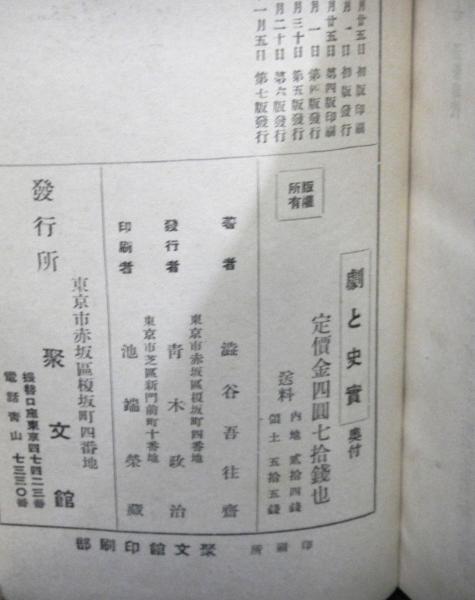 月廿五日 初版印刷
月一日 初版發行
月廿五日 第四版印刷
月一日 第四版發行
月三十日 第五版發行
月二十日 第六版發行
一月五日 第七版發行
版權所有
劇と史實 奥付
定價金四圓七拾錢也
送料 內地 貳拾四錢
領土 五拾五錢
著者 澁谷吾往齋
東京市赤坂區榎坂町四番地
發行者 青木政治
東京市芝區新門前町十番地
印刷者 池端榮藏
發行所
東京市赤坂區榎坂町四番地
聚文館
振替口座東京四七四二三番
電話青山七三三〇番
印刷所 聚文舘印刷部